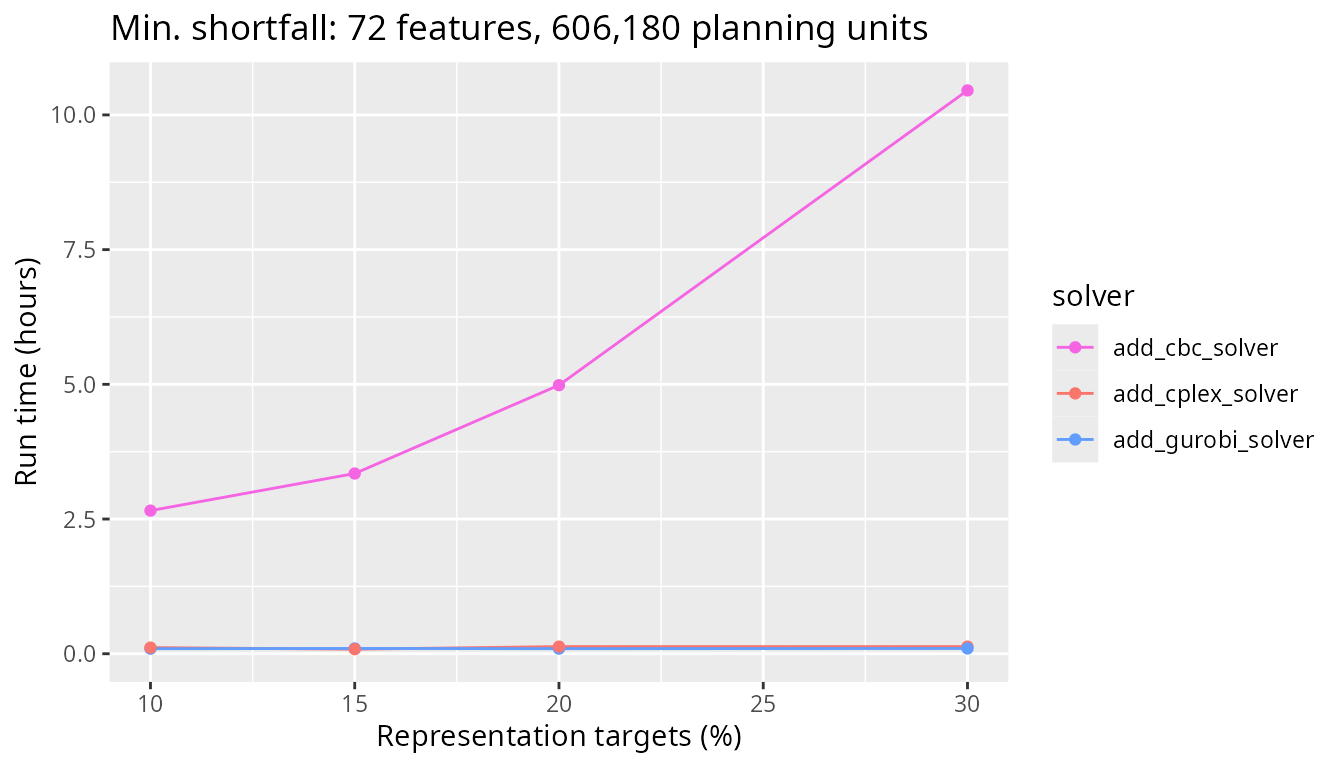 Min. shortfall: 72 features, 606,180 planning units
Run time (hours)
10.0
7.5
5.0
2.5
0.0
10 15 20 25 30
Representation targets (%)
solver
add_cbc_solver
add_cplex_solver
add_gurobi_solver